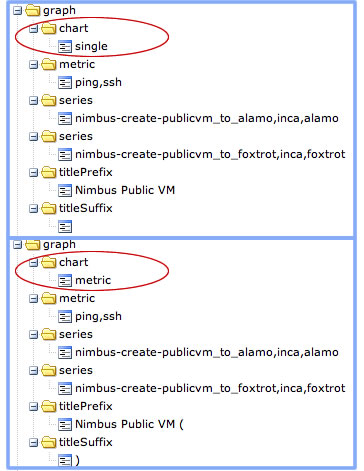 graph
chart
single
metric
ping,ssh
series
nimbus-create-publicvm_to_alamo,inca,alamo
series
nimbus-create-publicvm_to_foxtrot,inca,foxtrot
titlePrefix
Nimbus Public VM
titleSuffix
graph
chart
metric
metric
ping,ssh
series
nimbus-create-publicvm_to_alamo,inca,alamo
series
nimbus-create-publicvm_to_foxtrot,inca,foxtrot
titlePrefix
Nimbus Public VM (
titleSuffix
)